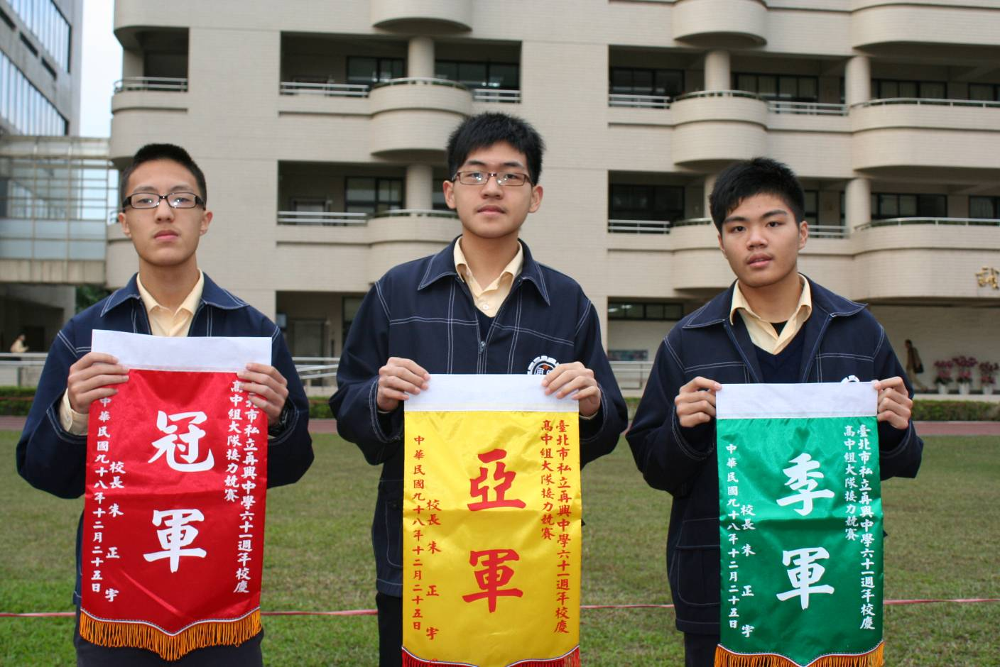 臺北市私立再興中學六十一週年校慶
高中組大隊接力競賽
冠軍
校長 朱正宇
中華民國九十八年十二月二十五日
臺北市私立再興中學六十一週年校慶
高中組大隊接力競賽
亞軍
校長 朱正宇
中華民國九十八年十二月二十五日
臺北市私立再興中學六十一週年校慶
高中組大隊接力競賽
季軍
校長 朱正宇
中華民國九十八年十二月二十五日